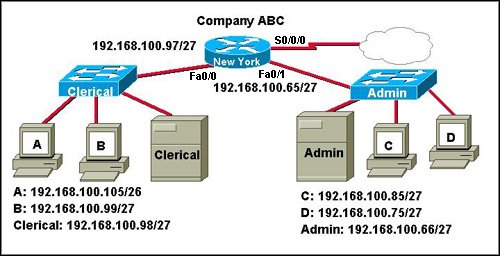 Company ABC
S0/0/0
192.168.100.97/27
New York
Fa0/0
Fa0/1
192.168.100.65/27
Clerical
Admin
A
B
Clerical
Admin
C
D
A: 192.168.100.105/26
B: 192.168.100.99/27
Clerical: 192.168.100.98/27
C: 192.168.100.85/27
D: 192.168.100.75/27
Admin: 192.168.100.66/27